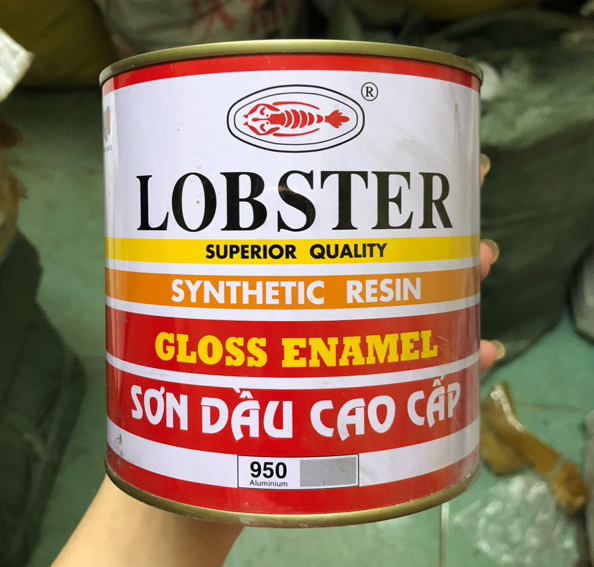 ®
LOBSTER
SUPERIOR QUALITY
SYNTHETIC RESIN
GLOSS ENAMEL
SƠN DẦU CAO CẤP
950
Aluminium